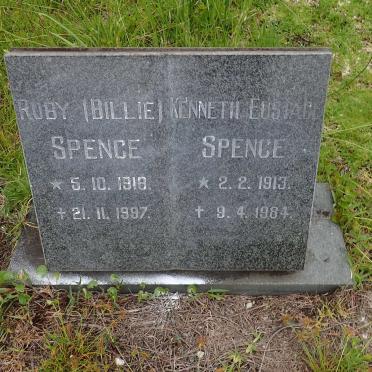 Ruby (Billie)
Spence
☆ 5. 10. 1918.
✝ 21. 11. 1997.
Kenneth Eustace
Spence
☆ 2. 2. 1913.
✝ 9. 4. 1984.